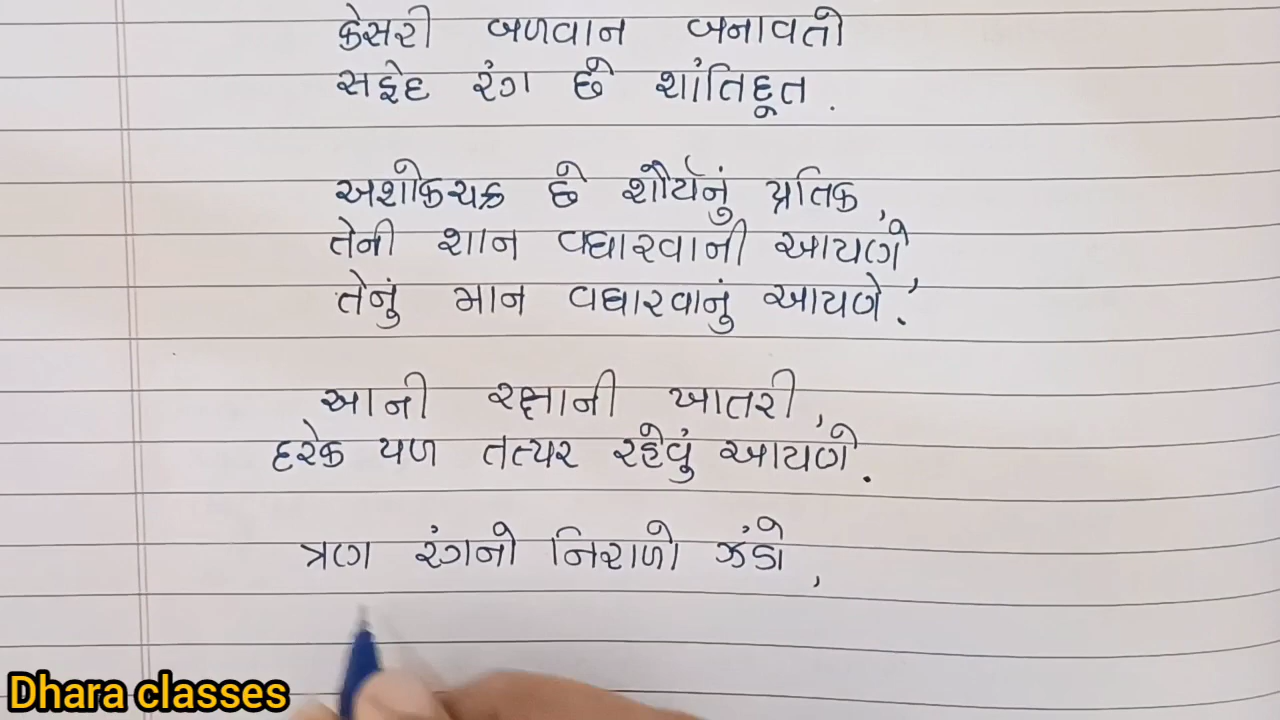 કેસરી બળવાન બનાવતો
સફેદ રંગ છે શાંતિદૂત.
અશોકચક્ર છે શૌર્યનું પ્રતિક,
તેની શાન વધારવાની આપણે,
તેનું માન વધારવાનું આપણે.
આની રક્ષાની ખાતરી,
હરેક પળ તત્પર રહેવું આપણે.
ત્રણ રંગનો નિરાળો ઝંડો,
Dhara classes